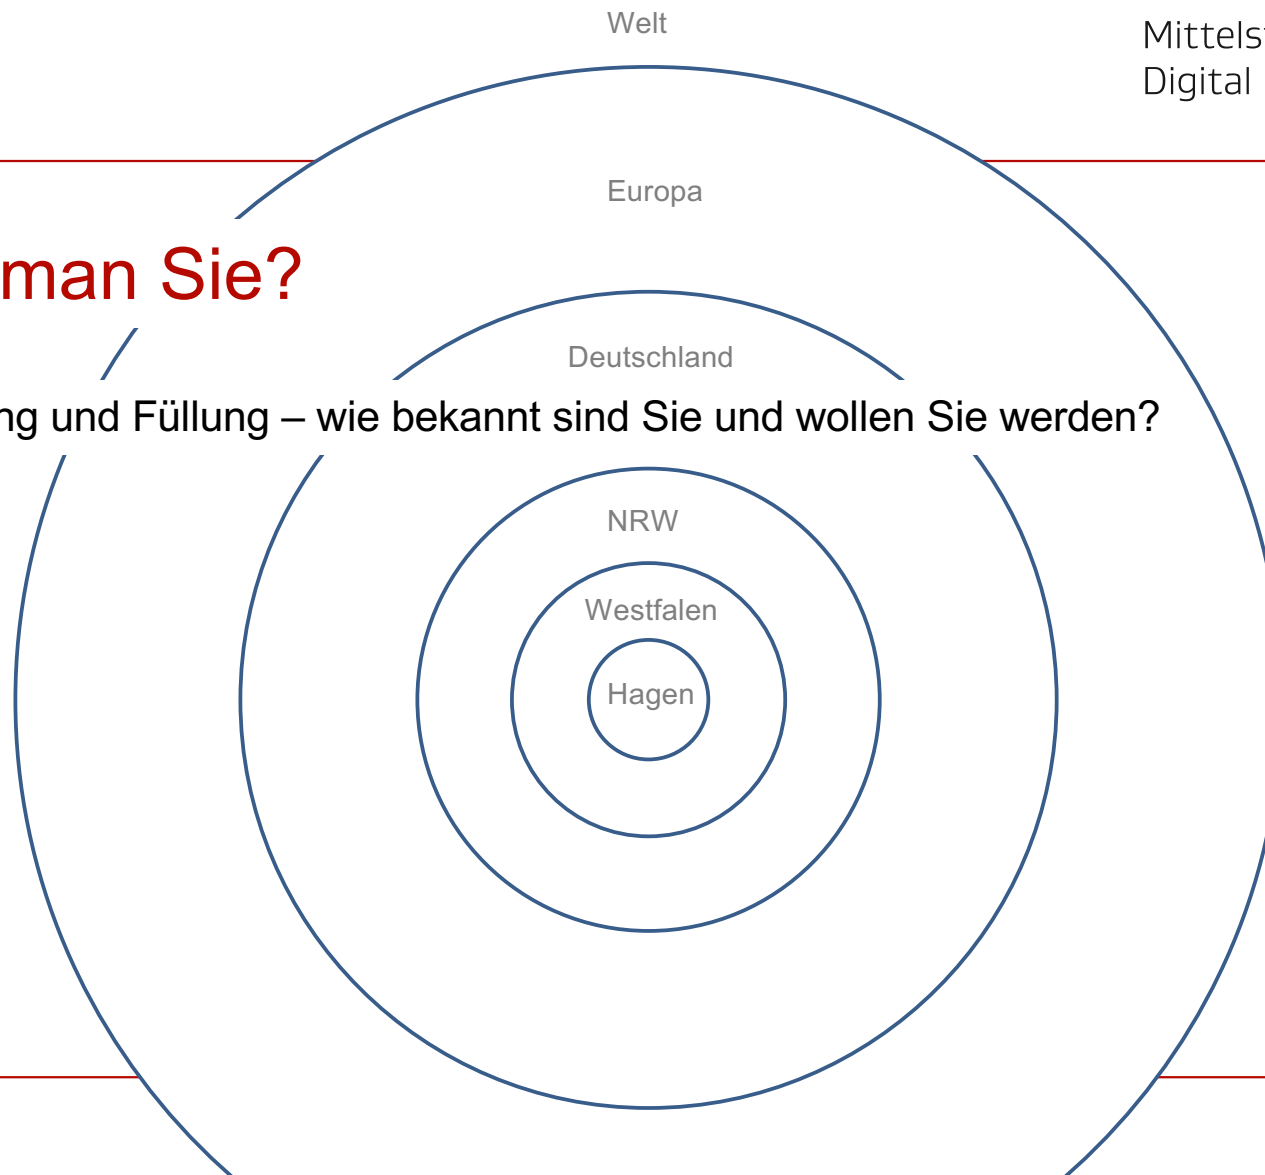 Welt
Mittels
Digital
Europa
man Sie?
Deutschland
ng und Füllung – wie bekannt sind Sie und wollen Sie werden?
NRW
Westfalen
Hagen